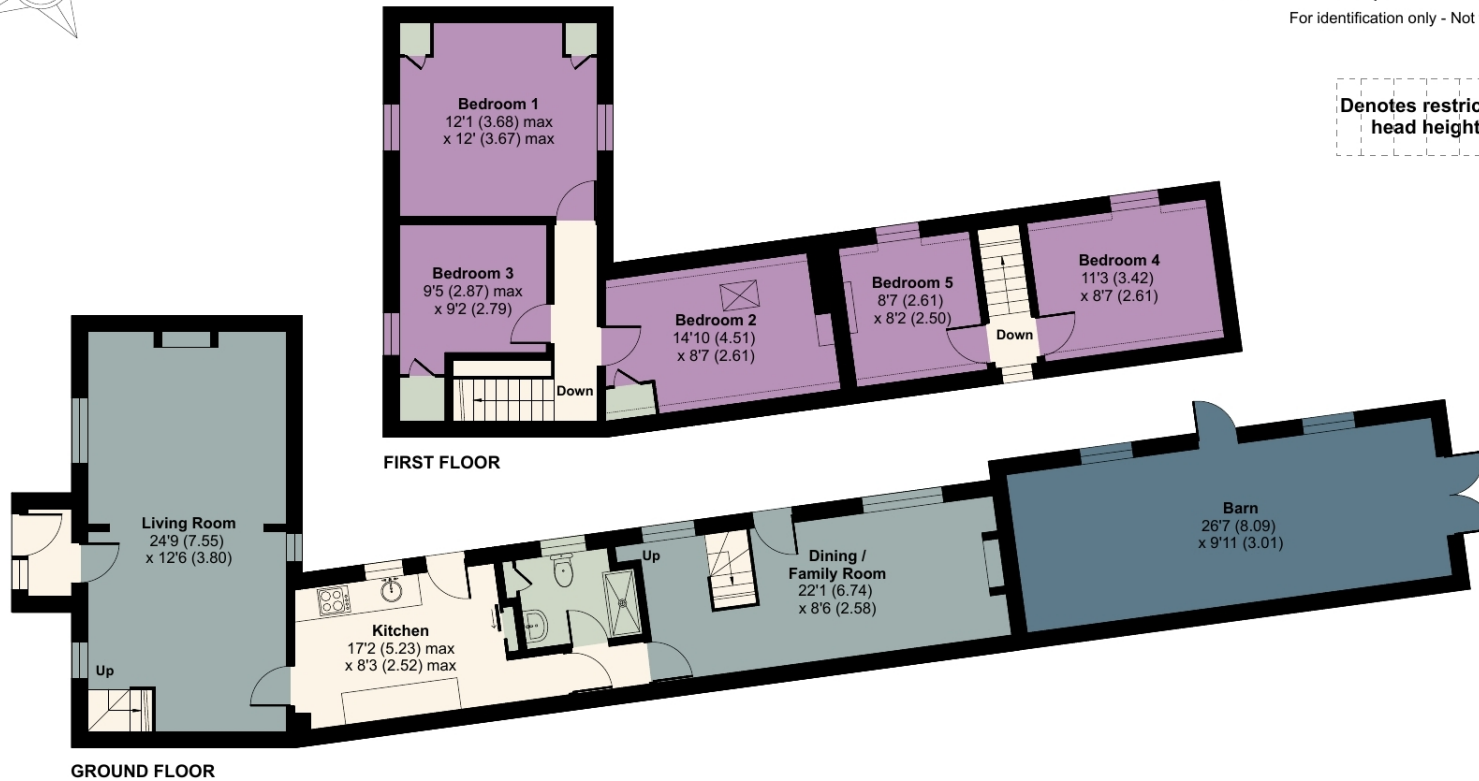 For identification only - Not
Denotes restric
head height
Bedroom 1
12'1 (3.68) max
x 12' (3.67) max
Bedroom 3
9'5 (2.87) max
x 9'2 (2.79)
Bedroom 2
14'10 (4.51)
x 8'7 (2.61)
Bedroom 5
8'7 (2.61)
x 8'2 (2.50)
Bedroom 4
11'3 (3.42)
x 8'7 (2.61)
Down
Down
FIRST FLOOR
Living Room
24'9 (7.55)
x 12'6 (3.80)
Up
Kitchen
17'2 (5.23) max
x 8'3 (2.52) max
Up
Dining /
Family Room
22'1 (6.74)
x 8'6 (2.58)
Barn
26'7 (8.09)
x 9'11 (3.01)
GROUND FLOOR